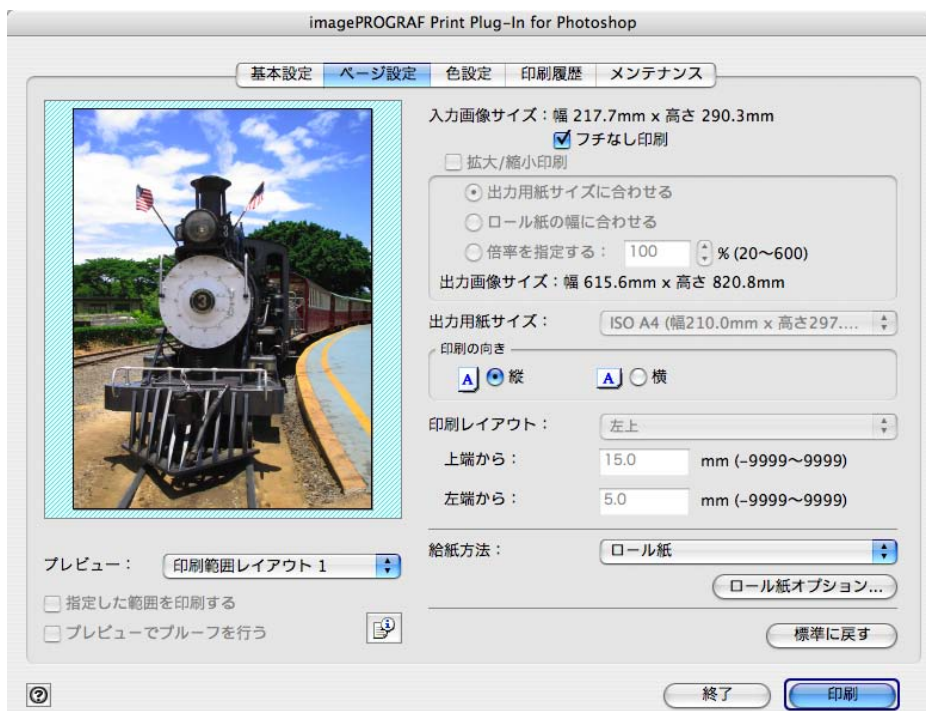 imagePROGRAF Print Plug-In for Photoshop
基本設定 ページ設定 色設定 印刷履歴 メンテナンス
入力画像サイズ：幅 217.7mm x 高さ 290.3mm
フチなし印刷
拡大/縮小印刷
出力用紙サイズに合わせる
ロール紙の幅に合わせる
倍率を指定する： 100 % (20〜600)
出力画像サイズ：幅 615.6mm x 高さ 820.8mm
出力用紙サイズ： ISO A4 (幅210.0mm x 高さ297....
印刷の向き
A 縦 A 横
印刷レイアウト： 左上
上端から： 15.0 mm (-9999〜9999)
左端から： 5.0 mm (-9999〜9999)
給紙方法： ロール紙
ロール紙オプション...
標準に戻す
3
プレビュー： 印刷範囲レイアウト 1
指定した範囲を印刷する
プレビューでプルーフを行う
? 終了 印刷